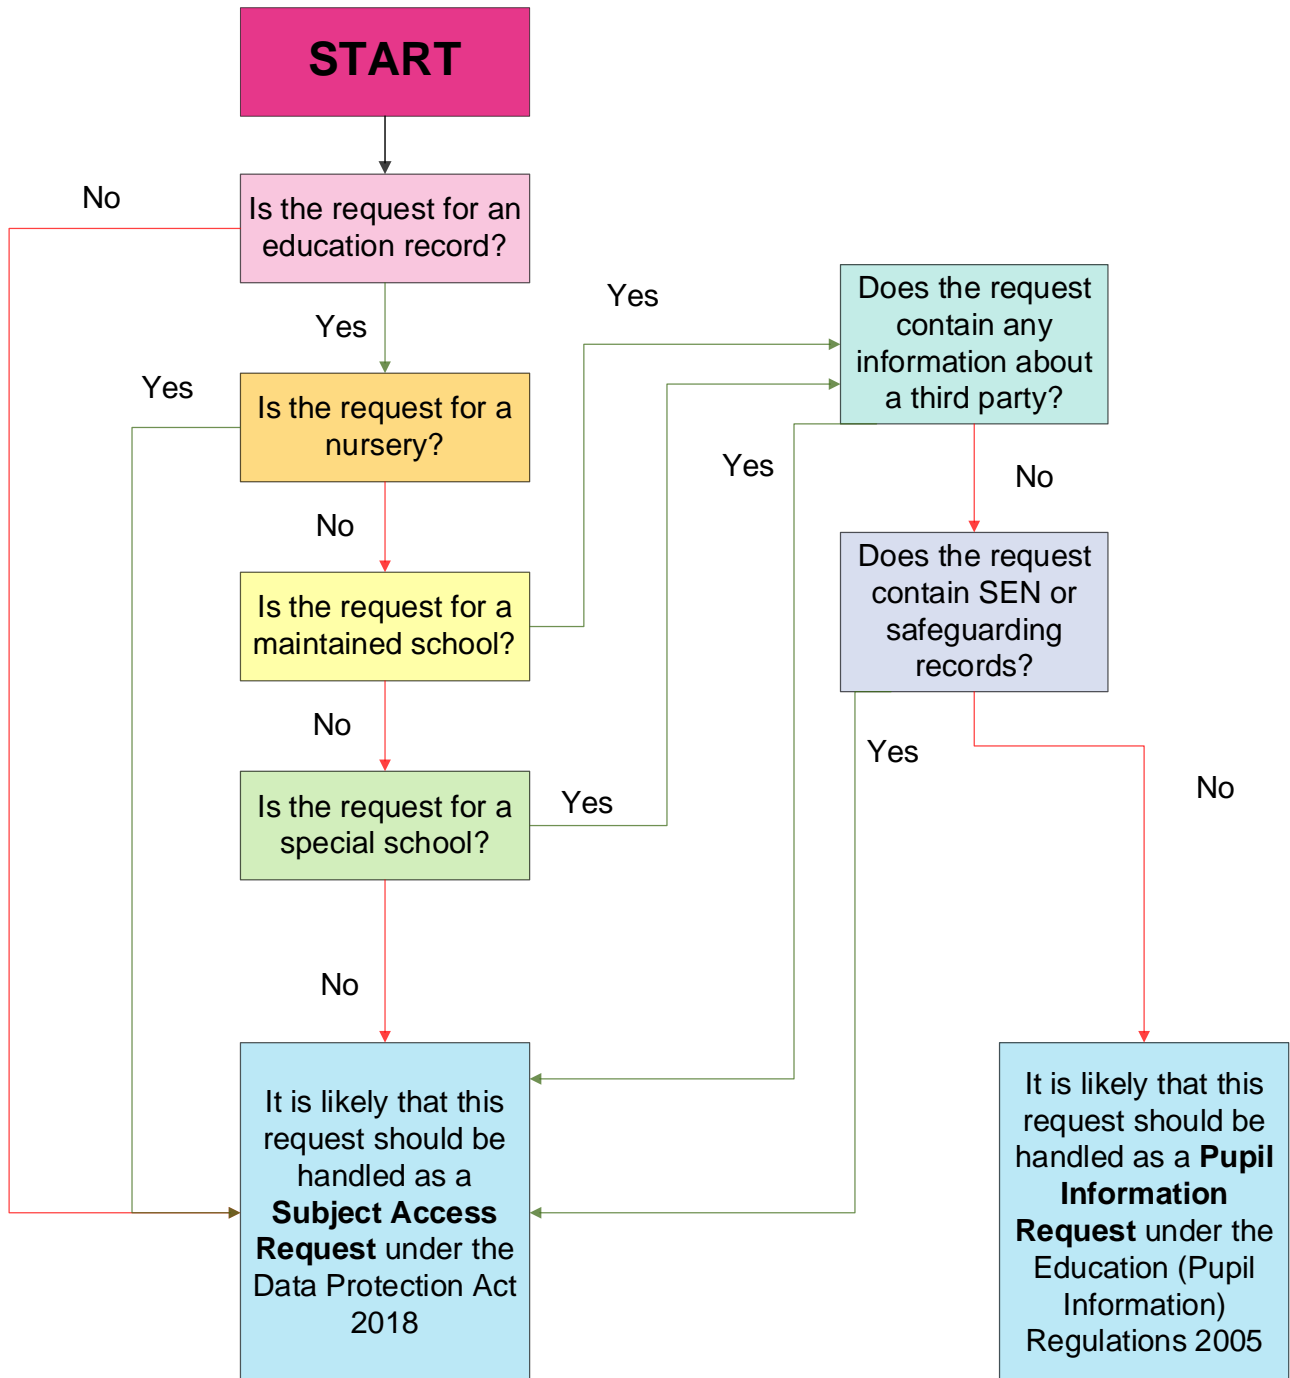 START
No
Is the request for an
education record?
Yes
Yes
Is the request for a
nursery?
No
Is the request for a
maintained school?
Yes
No
Is the request for a
special school?
Yes
No
Does the request
contain any
information about
a third party?
Yes
No
Does the request
contain SEN or
safeguarding
records?
Yes
No
It is likely that this
request should be
handled as a
Subject Access
Request under the
Data Protection Act
2018
It is likely that this
request should be
handled as a Pupil
Information
Request under the
Education (Pupil
Information)
Regulations 2005